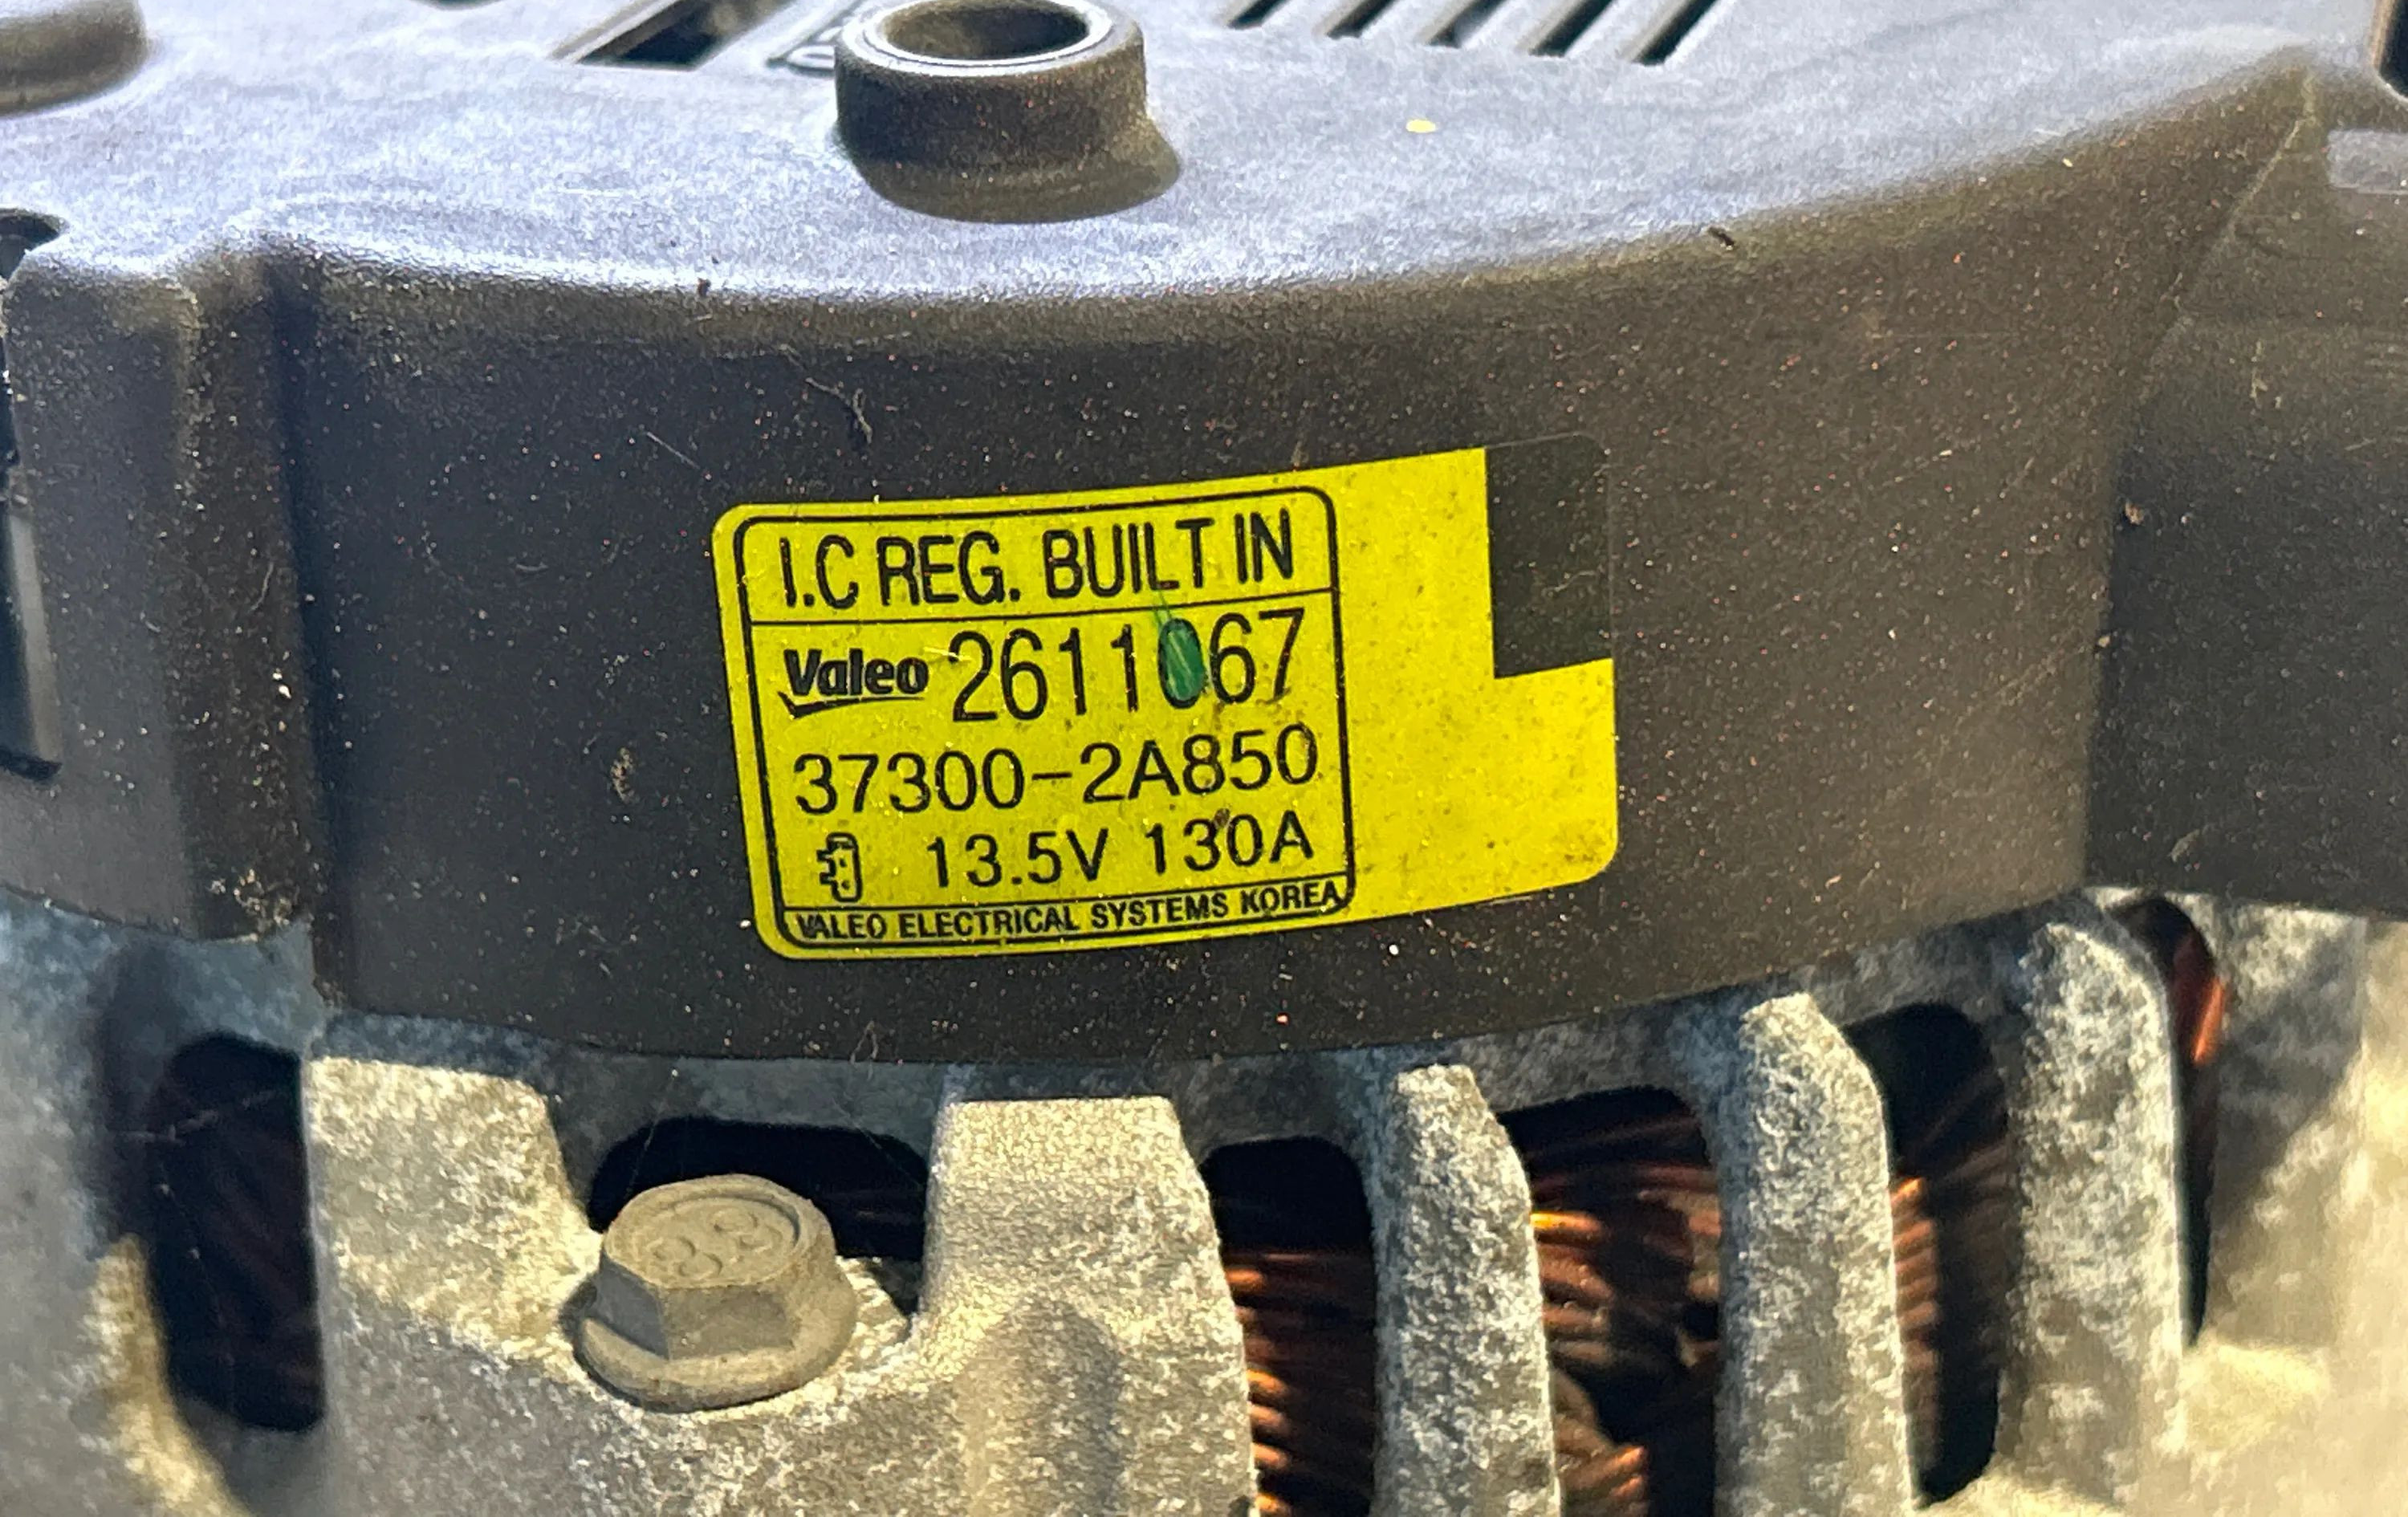 I.C REG. BUILT IN
Valeo 2611067
37300-2A850
13.5V 130A
VALEO ELECTRICAL SYSTEMS KOREA